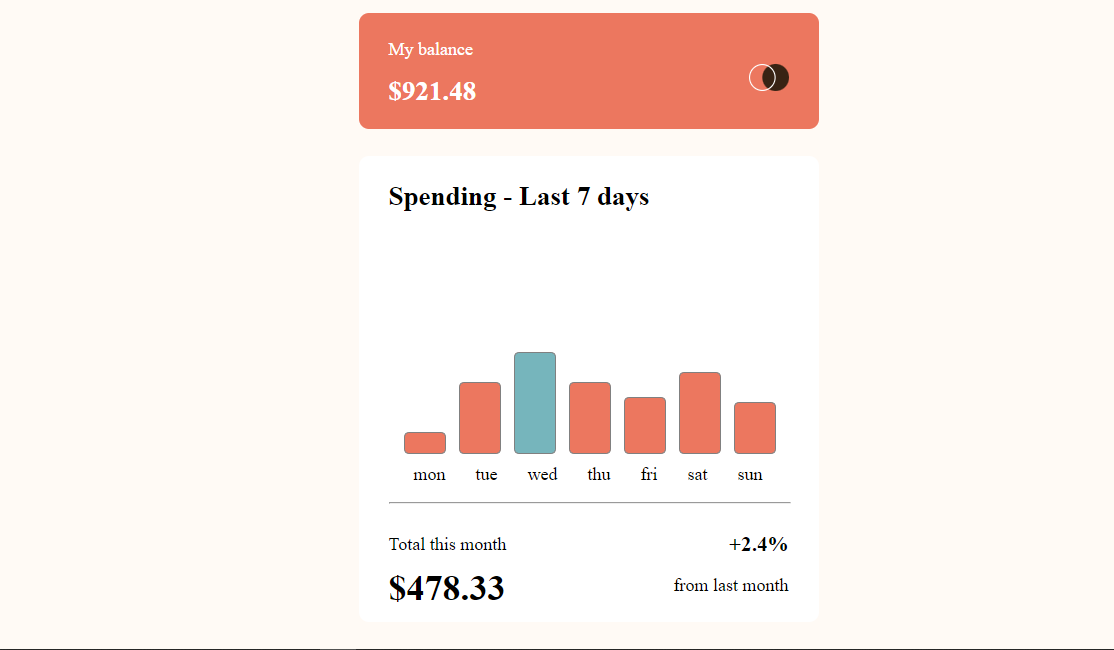 My balance
$921.48
Spending - Last 7 days
mon tue wed thu fri sat sun
Total this month +2.4%
$478.33 from last month